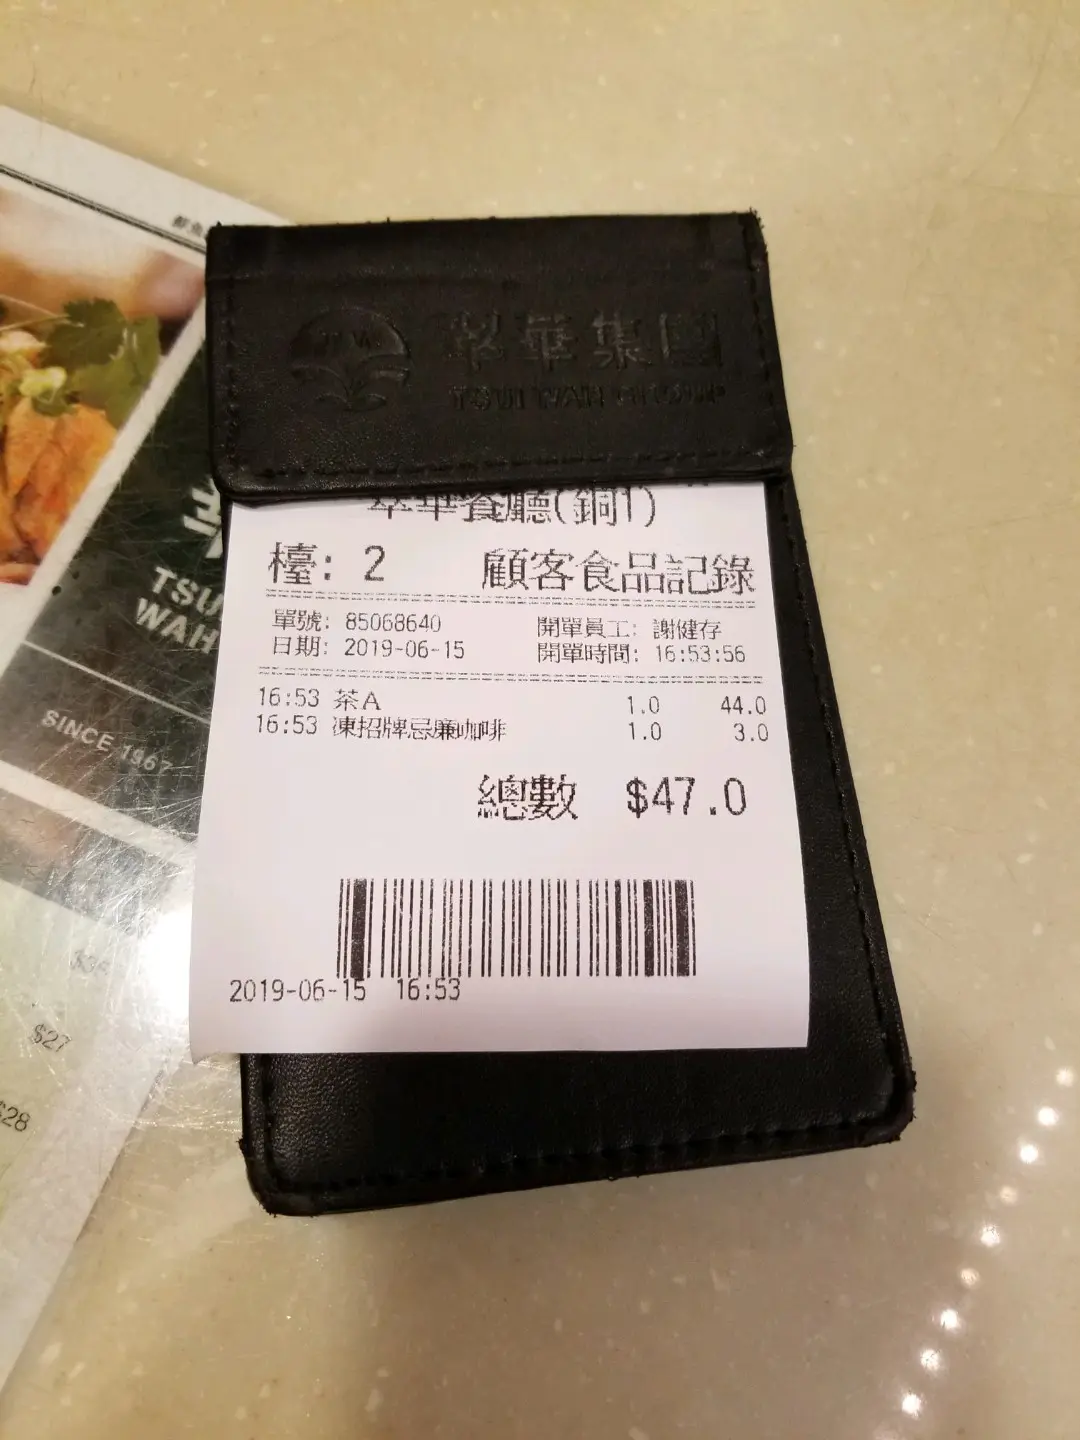 翠華集團
TSUI WAH GROUP
翠華餐廳(銅1)
檯: 2 顧客食品記錄
單號: 85068640 開單員工: 謝健存
日期: 2019-06-15 開單時間: 16:53:56
16:53 茶A 1.0 44.0
16:53 凍招牌忌廉咖啡 1.0 3.0
總數 $47.0
2019-06-15 16:53
TSU
WAH
SINCE 1967
$27
$28